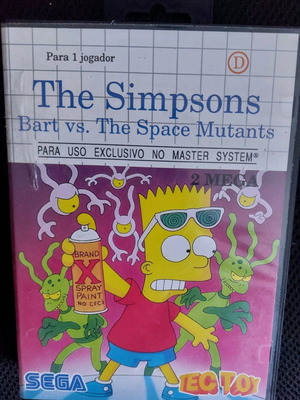 Para 1 jogador
D
The Simpsons
Bart vs. The Space Mutants
PARA USO EXCLUSIVO NO MASTER SYSTEM®
2 MEGA
BRAND
X
SPRAY
PAINT
NO CFC'S
SEGA
TEC TOY